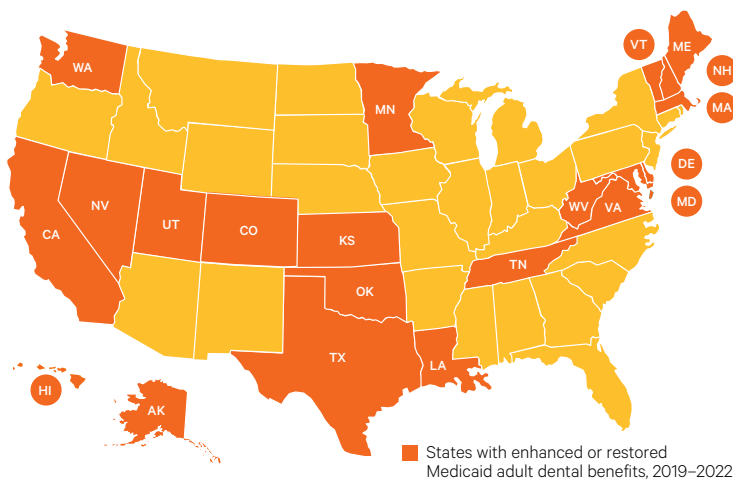 VT
ME
WA
NH
MN
MA
DE
NV
MD
UT
WV
VA
CO
CA
KS
TN
OK
TX
LA
HI
AK
States with enhanced or restored
Medicaid adult dental benefits, 2019–2022